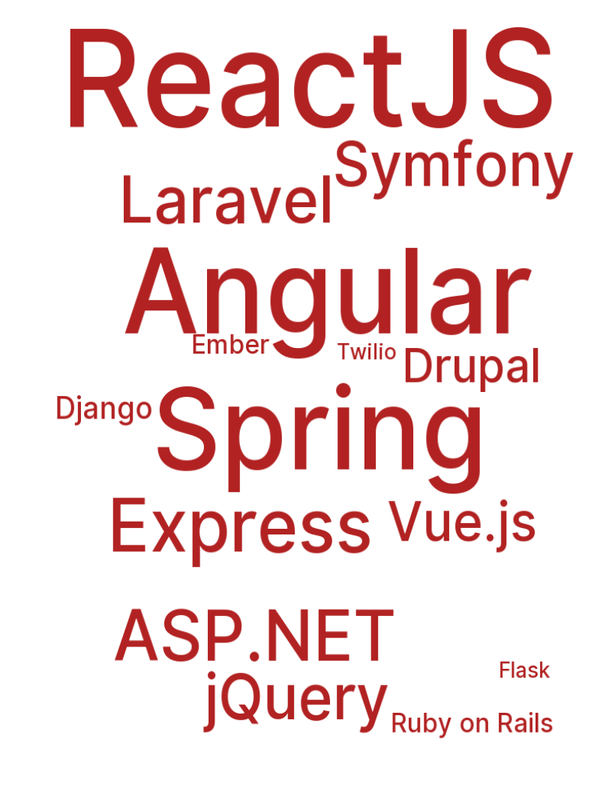 ReactJS
Symfony
Laravel
Angular
Ember
Twilio
Drupal
Django
Spring
Express
Vue.js
ASP.NET
Flask
jQuery
Ruby on Rails